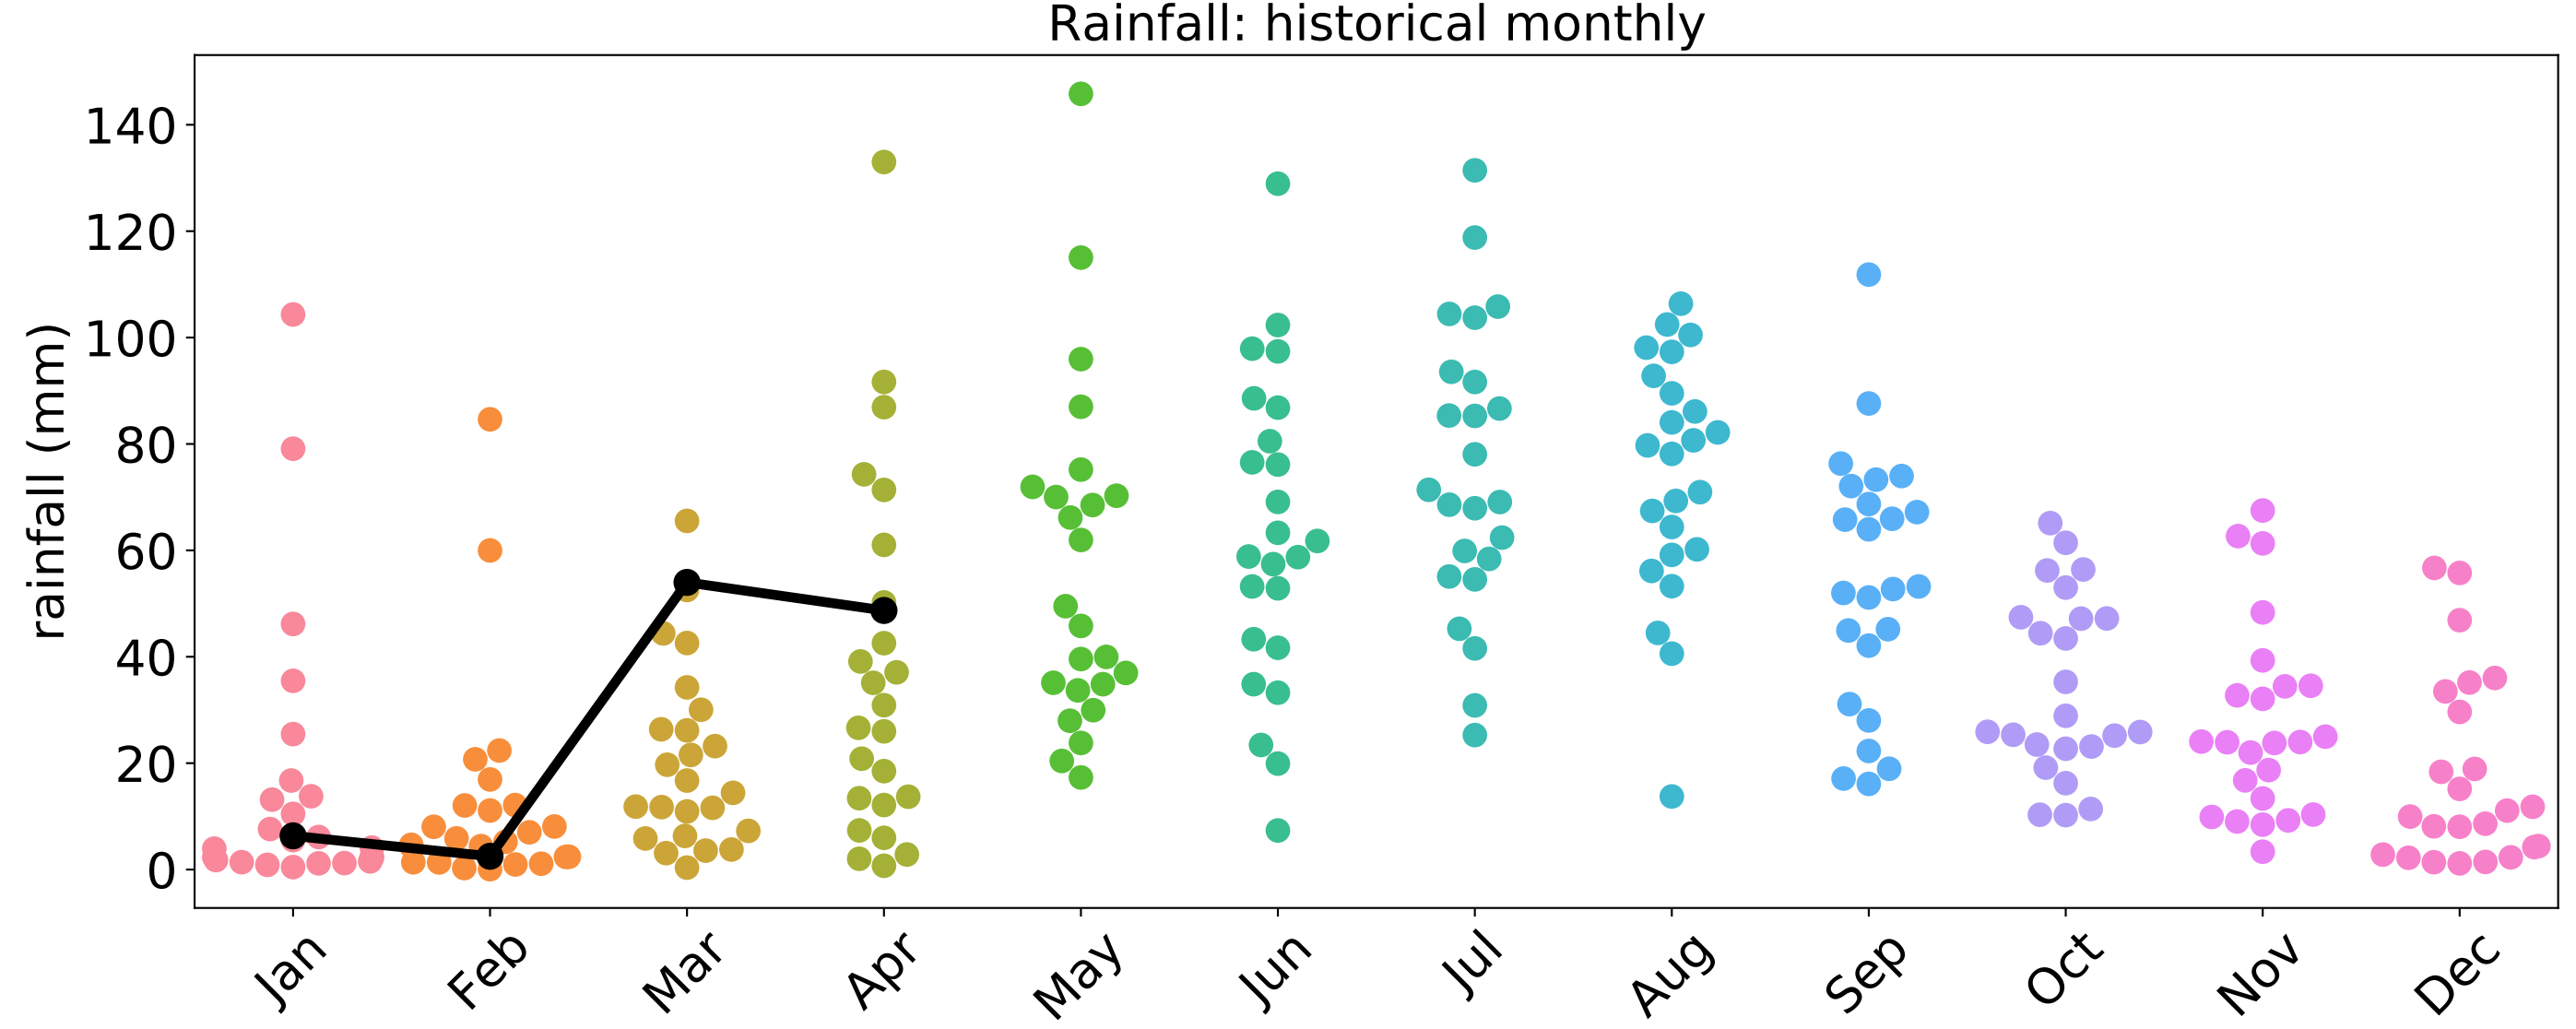 Rainfall: historical monthly
rainfall (mm)
140
120
100
80
60
40
20
0
Jan Feb Mar Apr May Jun Jul Aug Sep Oct Nov Dec